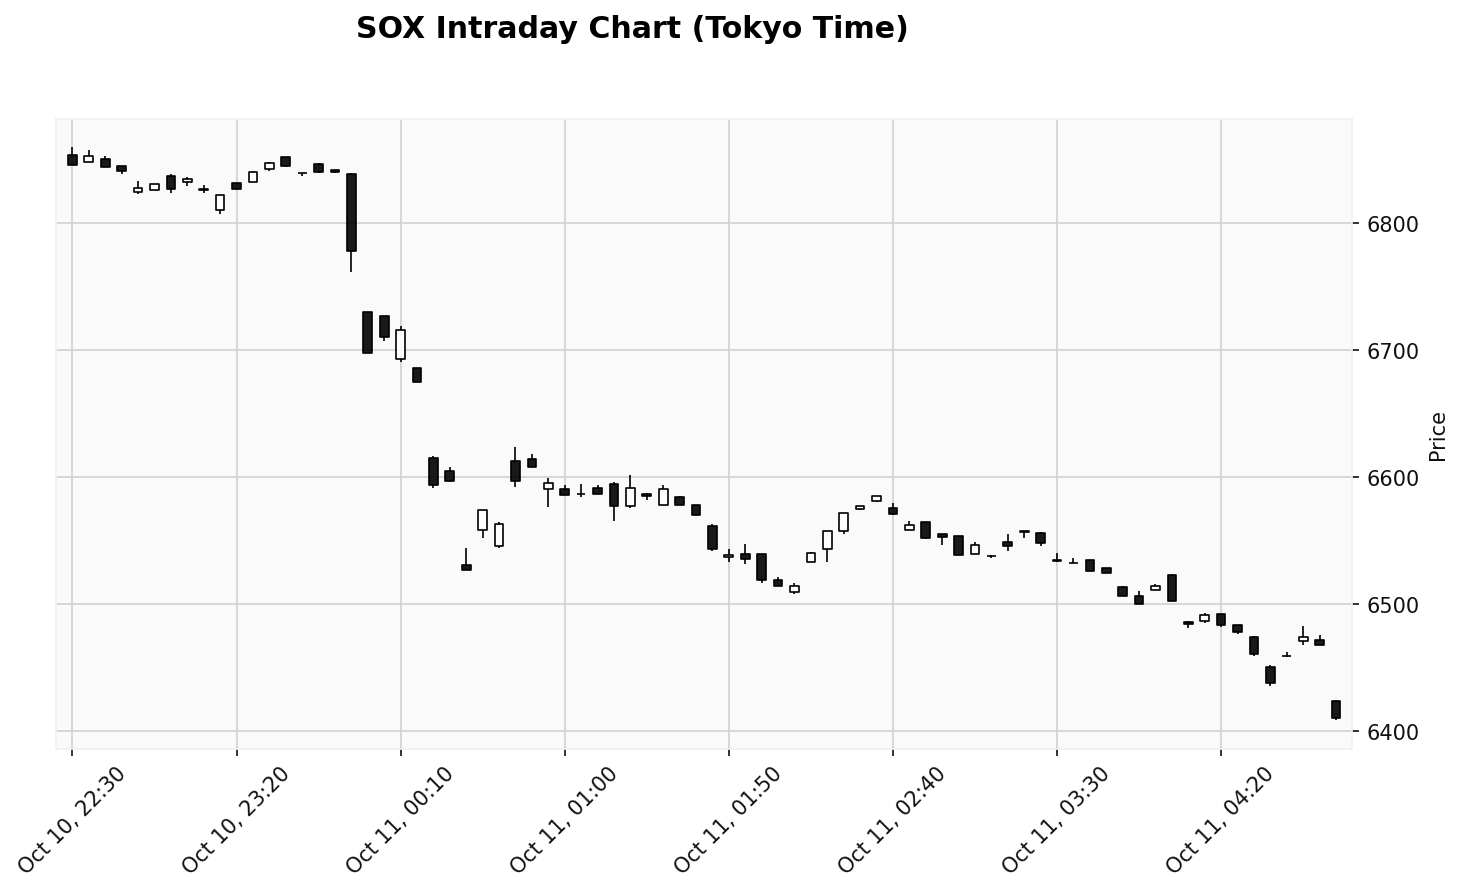 SOX Intraday Chart (Tokyo Time)
6800
6700
6600
6500
6400
Price
Oct 10, 22:30
Oct 10, 23:20
Oct 11, 00:10
Oct 11, 01:00
Oct 11, 01:50
Oct 11, 02:40
Oct 11, 03:30
Oct 11, 04:20